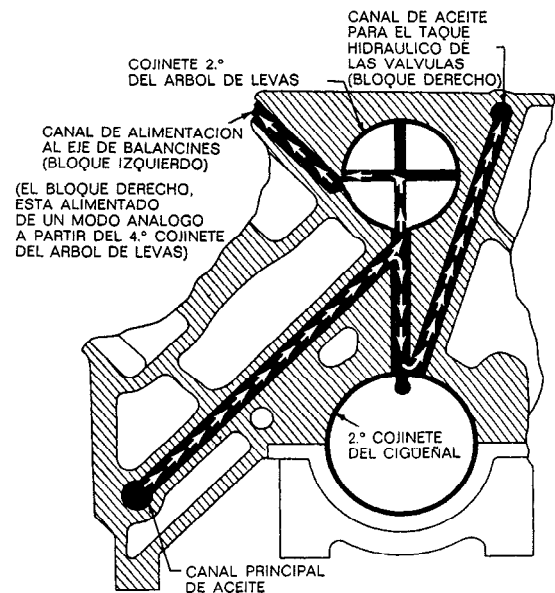 CANAL DE ACEITE
PARA EL TAQUE
HIDRAULICO DE
LAS VALVULAS
(BLOQUE DERECHO)
COJINETE 2.º
DEL ARBOL DE LEVAS
CANAL DE ALIMENTACION
AL EJE DE BALANCINES
(BLOQUE IZQUIERDO)
(EL BLOQUE DERECHO,
ESTA ALIMENTADO
DE UN MODO ANALOGO
A PARTIR DEL 4.º COJINETE
DEL ARBOL DE LEVAS)
2.º COJINETE
DEL CIGÜEÑAL
CANAL PRINCIPAL
DE ACEITE